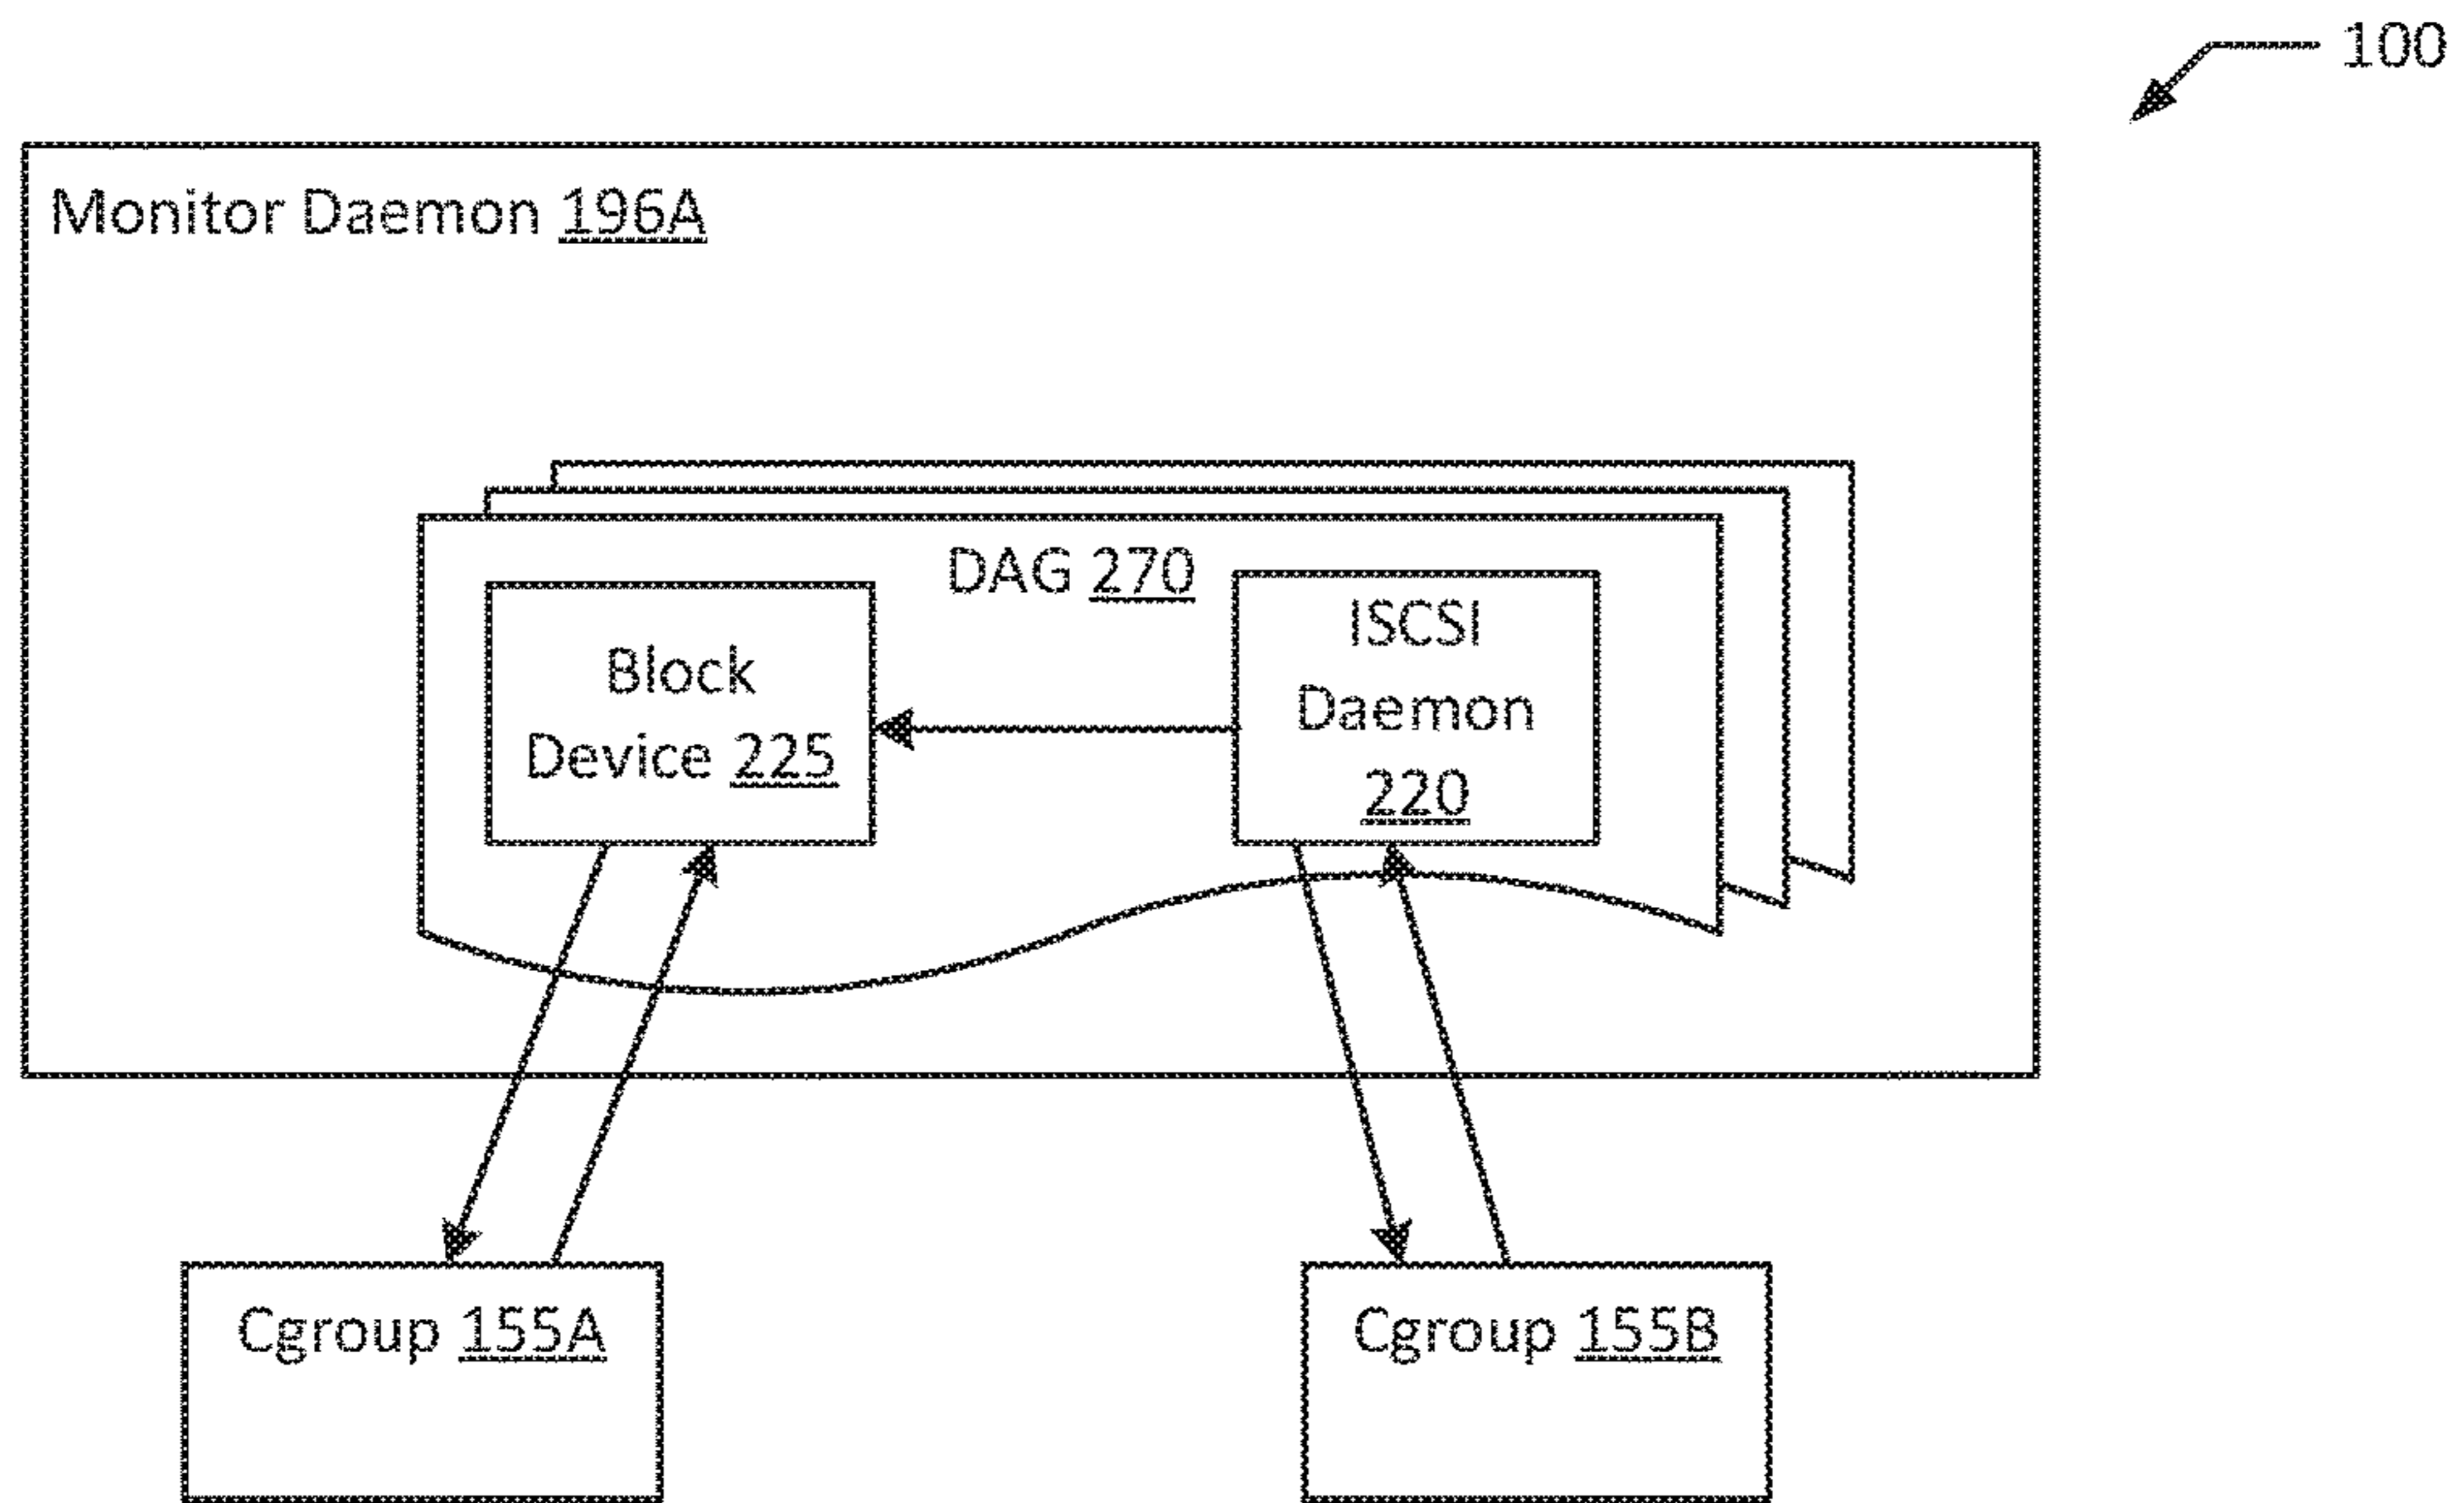 100
Monitor Daemon 196A
DAG 270
Block
Device 225
ISCSI
Daemon
220
Cgroup 155A
Cgroup 155B